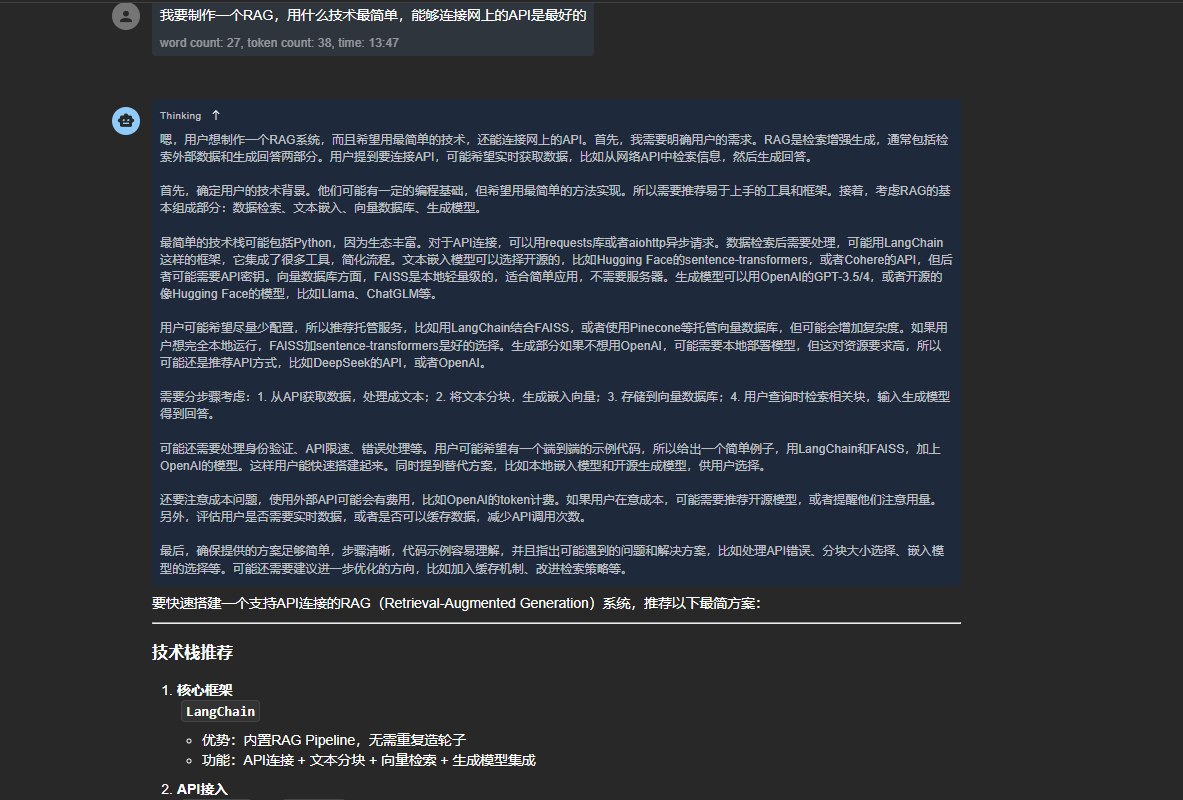 我要制作一个RAG，用什么技术最简单，能够连接网上的API是最好的
word count: 27, token count: 38, time: 13:47
Thinking ↑
嗯，用户想制作一个RAG系统，而且希望用最简单的技术，还能连接网上的API。首先，我需要明确用户的需求。RAG是检索增强生成，通常包括检
索外部数据和生成回答两部分。用户提到要连接API，可能希望实时获取数据，比如从网络API中检索信息，然后生成回答。
首先，确定用户的技术背景。他们可能有一定的编程基础，但希望用最简单的方法实现。所以需要推荐易于上手的工具和框架。接着，考虑RAG的基
本组成部分：数据检索、文本嵌入、向量数据库、生成模型。
最简单的技术栈可能包括Python，因为生态丰富。对于API连接，可以用requests库或者aiohttp异步请求。数据检索后需要处理，可能用LangChain
这样的框架，它集成了很多工具，简化流程。文本嵌入模型可以选择开源的，比如Hugging Face的sentence-transformers，或者Cohere的API，但后
者可能需要API密钥。向量数据库方面，FAISS是本地轻量级的，适合简单应用，不需要服务器。生成模型可以用OpenAI的GPT-3.5/4，或者开源的
像Hugging Face的模型，比如Llama、ChatGLM等。
用户可能希望尽量少配置，所以推荐托管服务，比如用LangChain结合FAISS，或者使用Pinecone等托管向量数据库，但可能会增加复杂度。如果用
户想完全本地运行，FAISS加sentence-transformers是好的选择。生成部分如果不想用OpenAI，可能需要本地部署模型，但这对资源要求高，所以
可能还是推荐API方式，比如DeepSeek的API，或者OpenAI。
需要分步骤考虑：1. 从API获取数据，处理成文本；2. 将文本分块，生成嵌入向量；3. 存储到向量数据库；4. 用户查询时检索相关块，输入生成模型
得到回答。
可能还需要处理身份验证、API限速、错误处理等。用户可能希望有一个端到端的示例代码，所以给出一个简单例子，用LangChain和FAISS，加上
OpenAI的模型。这样用户能快速搭建起来。同时提到替代方案，比如本地嵌入模型和开源生成模型，供用户选择。
还要注意成本问题，使用外部API可能会有费用，比如OpenAI的token计费。如果用户在意成本，可能需要推荐开源模型，或者提醒他们注意用量。
另外，评估用户是否需要实时数据，或者是否可以缓存数据，减少API调用次数。
最后，确保提供的方案足够简单，步骤清晰，代码示例容易理解，并且指出可能遇到的问题和解决方案，比如处理API错误、分块大小选择、嵌入模
型的选择等。可能还需要建议进一步优化的方向，比如加入缓存机制、改进检索策略等。
要快速搭建一个支持API连接的RAG（Retrieval-Augmented Generation）系统，推荐以下最简方案：
技术栈推荐
1. 核心框架
LangChain
◦ 优势：内置RAG Pipeline，无需重复造轮子
◦ 功能：API连接 + 文本分块 + 向量检索 + 生成模型集成
2. API接入